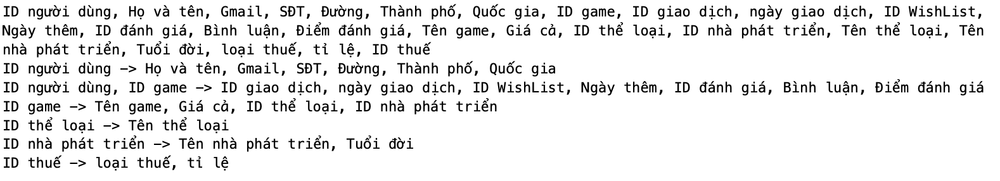 ID người dùng, Họ và tên, Gmail, SĐT, Đường, Thành phố, Quốc gia, ID game, ID giao dịch, ngày giao dịch, ID WishList,
Ngày thêm, ID đánh giá, Bình luận, Điểm đánh giá, Tên game, Giá cả, ID thể loại, ID nhà phát triển, Tên thể loại, Tên
nhà phát triển, Tuổi đời, loại thuế, tỉ lệ, ID thuế
ID người dùng -> Họ và tên, Gmail, SĐT, Đường, Thành phố, Quốc gia
ID người dùng, ID game -> ID giao dịch, ngày giao dịch, ID WishList, Ngày thêm, ID đánh giá, Bình luận, Điểm đánh giá
ID game -> Tên game, Giá cả, ID thể loại, ID nhà phát triển
ID thể loại -> Tên thể loại
ID nhà phát triển -> Tên nhà phát triển, Tuổi đời
ID thuế -> loại thuế, tỉ lệ